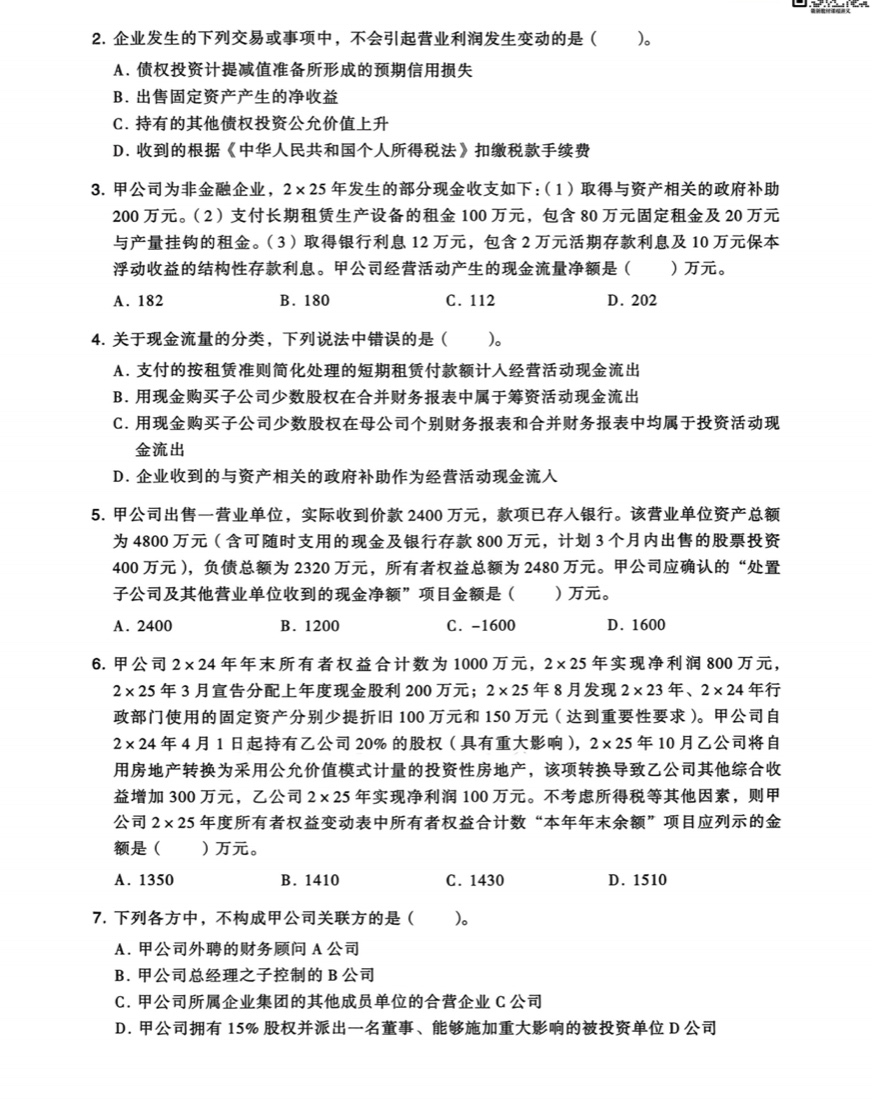 2. 企业发生的下列交易或事项中，不会引起营业利润发生变动的是（　　）。
A. 债权投资计提减值准备所形成的预期信用损失
B. 出售固定资产产生的净收益
C. 持有的其他债权投资公允价值上升
D. 收到的根据《中华人民共和国个人所得税法》扣缴税款手续费
3. 甲公司为非金融企业，2×25 年发生的部分现金收支如下：（1）取得与资产相关的政府补助
200 万元。（2）支付长期租赁生产设备的租金 100 万元，包含 80 万元固定租金及 20 万元
与产量挂钩的租金。（3）取得银行利息 12 万元，包含 2 万元活期存款利息及 10 万元保本
浮动收益的结构性存款利息。甲公司经营活动产生的现金流量净额是（　　）万元。
A. 182　B. 180　C. 112　D. 202
4. 关于现金流量的分类，下列说法中错误的是（　　）。
A. 支付的按租赁准则简化处理的短期租赁付款额计入经营活动现金流出
B. 用现金购买子公司少数股权在合并财务报表中属于筹资活动现金流出
C. 用现金购买子公司少数股权在母公司个别财务报表和合并财务报表中均属于投资活动现
金流出
D. 企业收到的与资产相关的政府补助作为经营活动现金流入
5. 甲公司出售一营业单位，实际收到价款 2400 万元，款项已存入银行。该营业单位资产总额
为 4800 万元（含可随时支用的现金及银行存款 800 万元，计划 3 个月内出售的股票投资
400 万元），负债总额为 2320 万元，所有者权益总额为 2480 万元。甲公司应确认的“处置
子公司及其他营业单位收到的现金净额”项目金额是（　　）万元。
A. 2400　B. 1200　C. -1600　D. 1600
6. 甲公司 2×24 年年末所有者权益合计数为 1000 万元，2×25 年实现净利润 800 万元，
2×25 年 3 月宣告分配上年度现金股利 200 万元；2×25 年 8 月发现 2×23 年、2×24 年行
政部门使用的固定资产分别少提折旧 100 万元和 150 万元（达到重要性要求）。甲公司自
2×24 年 4 月 1 日起持有乙公司 20% 的股权（具有重大影响），2×25 年 10 月乙公司将自
用房地产转换为采用公允价值模式计量的投资性房地产，该项转换导致乙公司其他综合收
益增加 300 万元，乙公司 2×25 年实现净利润 100 万元。不考虑所得税等其他因素，则甲
公司 2×25 年度所有者权益变动表中所有者权益合计数“本年年末余额”项目应列示的金
额是（　　）万元。
A. 1350　B. 1410　C. 1430　D. 1510
7. 下列各方中，不构成甲公司关联方的是（　　）。
A. 甲公司外聘的财务顾问 A 公司
B. 甲公司总经理之子控制的 B 公司
C. 甲公司所属企业集团的其他成员单位的合营企业 C 公司
D. 甲公司拥有 15% 股权并派出一名董事、能够施加重大影响的被投资单位 D 公司